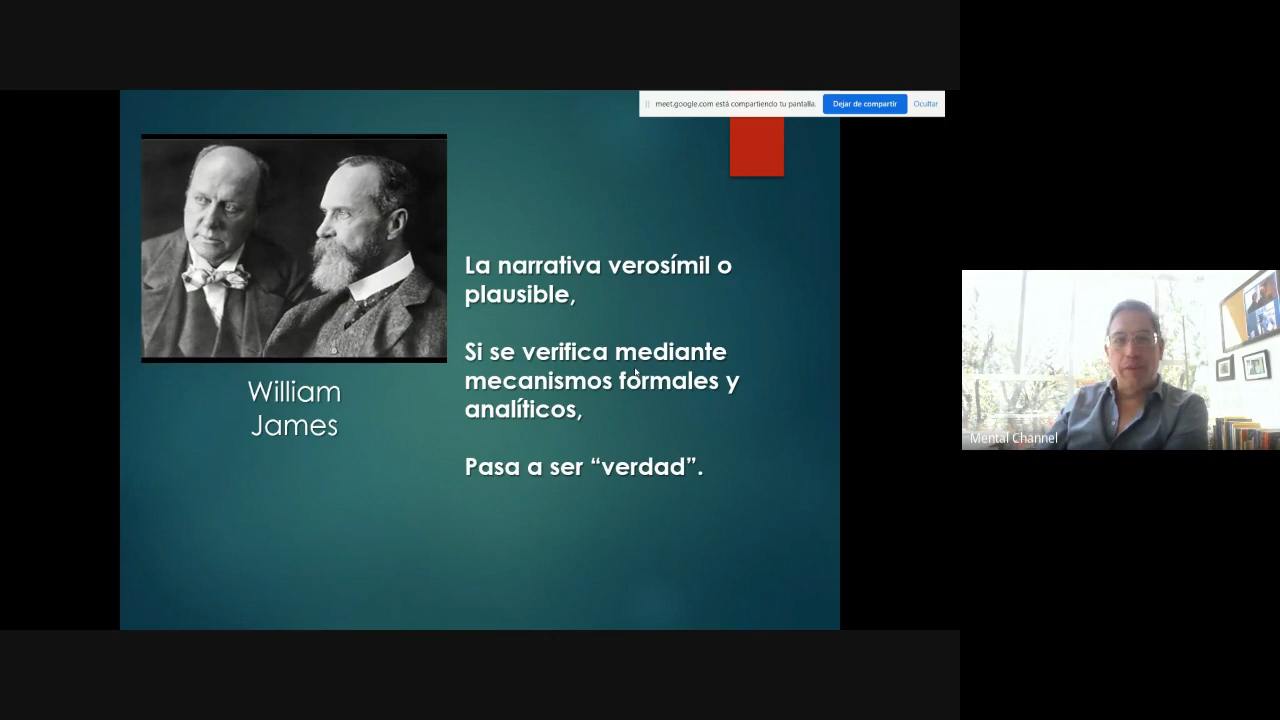 meet.google.com está compartiendo tu pantalla.
Dejar de compartir
Ocultar
La narrativa verosímil o
plausible,
Si se verifica mediante
mecanismos formales y
analíticos,
Pasa a ser “verdad”.
William
James
Mental Channel